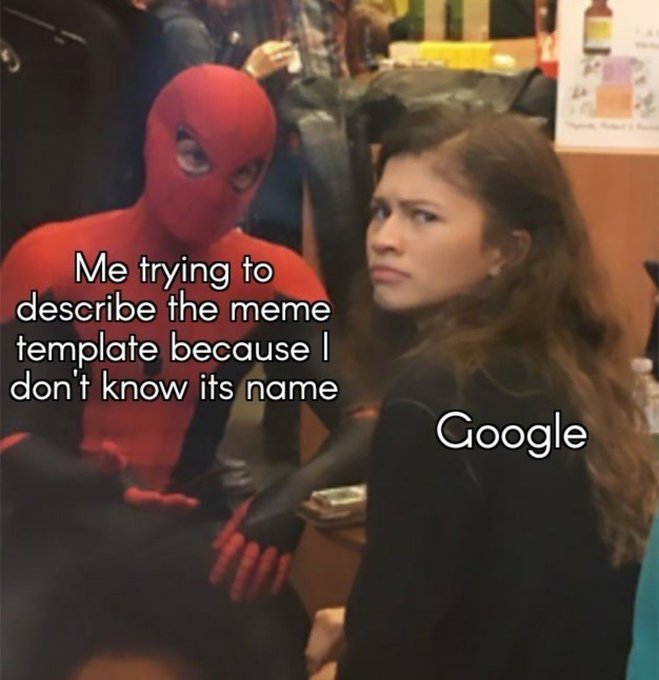 Me trying to
describe the meme
template because I
don't know its name
Google